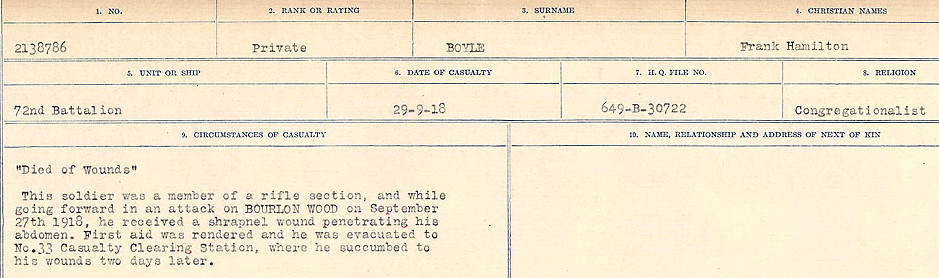 1. NO. 2. RANK OR RATING 3. SURNAME 4. CHRISTIAN NAMES
2138786 Private BOYLE Frank Hamilton
5. UNIT OR SHIP 6. DATE OF CASUALTY 7. H.Q. FILE NO. 8. RELIGION
72nd Battalion 29-9-18 649-B-30722 Congregationalist
9. CIRCUMSTANCES OF CASUALTY 10. NAME, RELATIONSHIP AND ADDRESS OF NEXT OF KIN
"Died of Wounds"
This soldier was a member of a rifle section, and while
going forward in an attack on BOURLON WOOD on September
27th 1918, he received a shrapnel wound penetrating his
abdomen. First aid was rendered and he was evacuated to
No.33 Casualty Clearing Station, where he succumbed to
his wounds two days later.